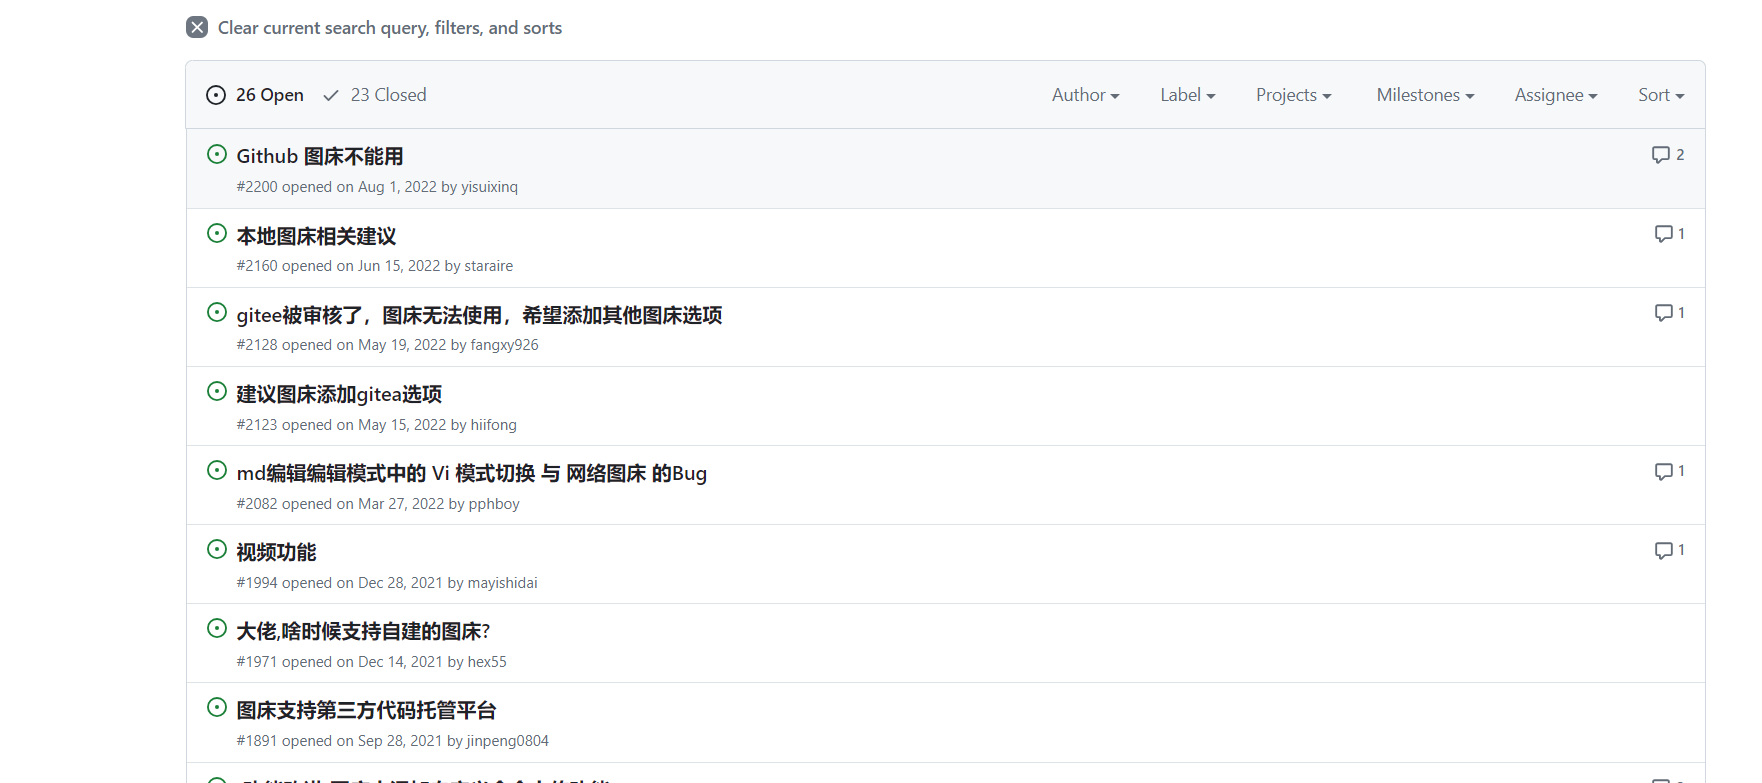 Clear current search query, filters, and sorts
26 Open 23 Closed Author Label Projects Milestones Assignee Sort
Github 图床不能用 2
#2200 opened on Aug 1, 2022 by yisuixinq
本地图床相关建议 1
#2160 opened on Jun 15, 2022 by staraire
gitee被审核了，图床无法使用，希望添加其他图床选项 1
#2128 opened on May 19, 2022 by fangxy926
建议图床添加gitea选项
#2123 opened on May 15, 2022 by hiifong
md编辑编辑模式中的 Vi 模式切换 与 网络图床 的Bug 1
#2082 opened on Mar 27, 2022 by pphboy
视频功能 1
#1994 opened on Dec 28, 2021 by mayishidai
大佬,啥时候支持自建的图床?
#1971 opened on Dec 14, 2021 by hex55
图床支持第三方代码托管平台
#1891 opened on Sep 28, 2021 by jinpeng0804